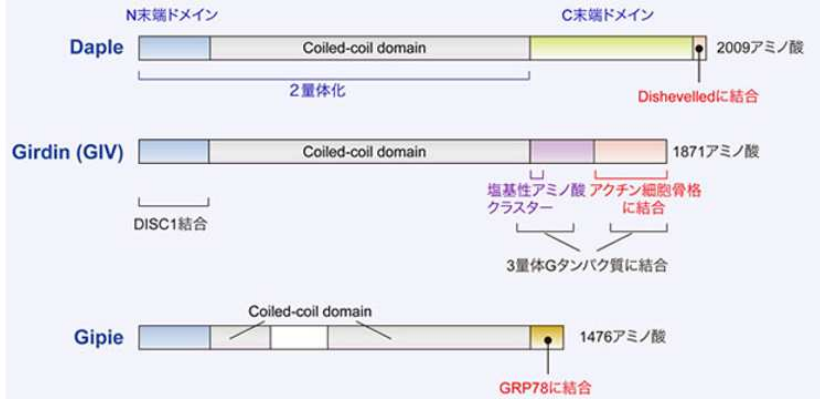 N末端ドメイン
C末端ドメイン
Daple
Coiled-coil domain
2009アミノ酸
2量体化
Dishevelledに結合
Girdin (GIV)
Coiled-coil domain
1871アミノ酸
DISC1結合
塩基性アミノ酸
クラスター
アクチン細胞骨格
に結合
3量体Gタンパク質に結合
Coiled-coil domain
Gipie
1476アミノ酸
GRP78に結合